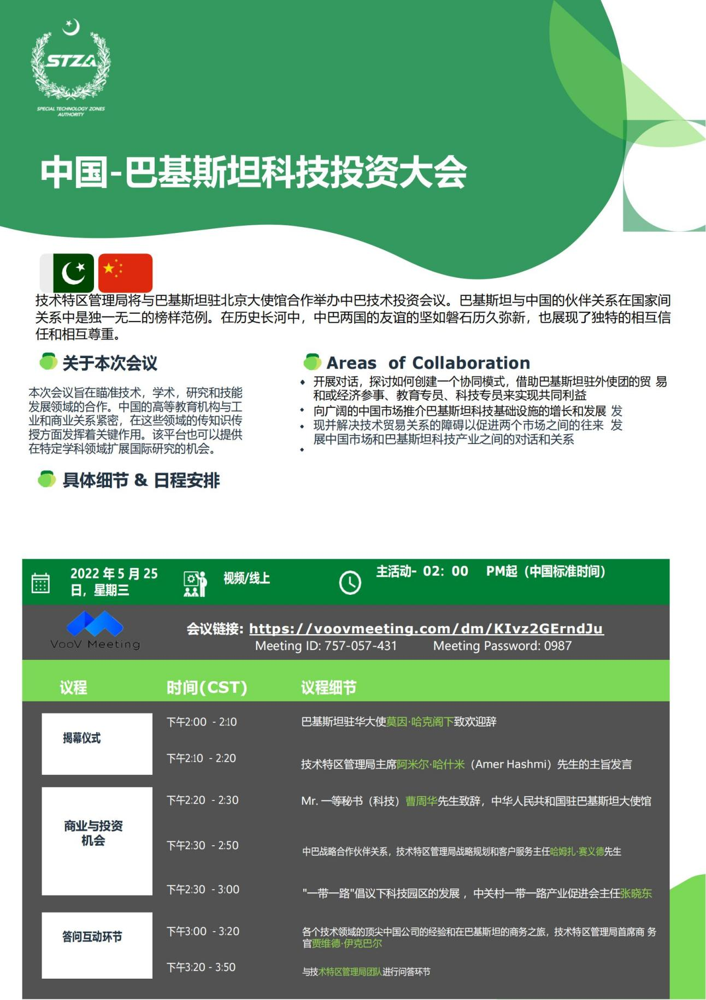 STZA
SPECIAL TECHNOLOGY ZONES
AUTHORITY
中国-巴基斯坦科技投资大会
技术特区管理局将与巴基斯坦驻北京大使馆合作举办中巴技术投资会议。巴基斯坦与中国的伙伴关系在国家间
关系中是独一无二的榜样范例。在历史长河中，中巴两国的友谊的坚如磐石历久弥新，也展现了独特的相互信
任和相互尊重。
关于本次会议
本次会议旨在瞄准技术，学术，研究和技能
发展领域的合作。中国的高等教育机构与工
业和商业关系紧密，在这些领域的传知识传
授方面发挥着关键作用。该平台也可以提供
在特定学科领域扩展国际研究的机会。
Areas of Collaboration
开展对话，探讨如何创建一个协同模式，借助巴基斯坦驻外使团的贸 易
和或经济参事、教育专员、科技专员来实现共同利益
向广阔的中国市场推介巴基斯坦科技基础设施的增长和发展 发
现并解决技术贸易关系的障碍以促进两个市场之间的往来 发
展中国市场和巴基斯坦科技产业之间的对话和关系
具体细节 & 日程安排
2022 年 5 月 25
日，星期三
视频/线上
主活动- 02：00 PM起（中国标准时间）
VooV Meeting
会议链接: https://voovmeeting.com/dm/KIvz2GErndJu
Meeting ID: 757-057-431 Meeting Password: 0987
议程 时间(CST) 议程细节
揭幕仪式
下午2:00 - 2:10 巴基斯坦驻华大使莫因·哈克阁下致欢迎辞
下午2:10 - 2:20 技术特区管理局主席阿米尔·哈什米（Amer Hashmi）先生的主旨发言
商业与投资
机会
下午2:20 - 2:30 Mr. 一等秘书（科技）曹周华先生致辞，中华人民共和国驻巴基斯坦大使馆
下午2:30 - 2:50 中巴战略合作伙伴关系，技术特区管理局战略规划和客户服务主任哈姆扎·赛义德先生
下午2:30 - 3:00 "一带一路"倡议下科技园区的发展 ，中关村一带一路产业促进会主任张晓东
答问互动环节
下午3:00 - 3:20 各个技术领域的顶尖中国公司的经验和在巴基斯坦的商务之旅，技术特区管理局首席商 务
官贾维德·伊克巴尔
下午3:20 - 3:50 与技术特区管理局团队进行问答环节